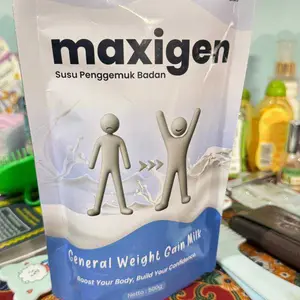 maxigen
Susu Penggemuk Badan
General Weight Gain Milk
Boost Your Body, Build Your Confidence.
Netto : 500g